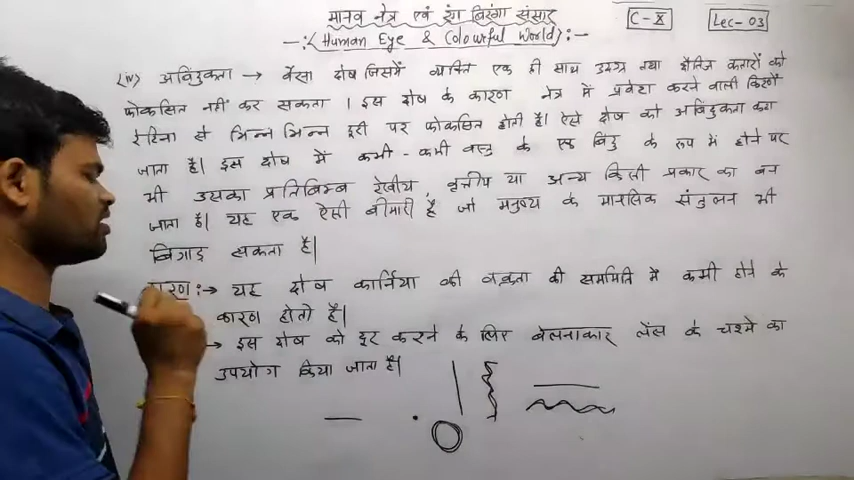 मानव नेत्र एवं रंग बिरंगा संसार
C-X
Lec-03
-:(Human Eye & Colourful World):-
(iv) अबिंदुकता → वैसा दोष जिसमें व्यक्ति एक ही साथ उदग्र तथा क्षैतिज कतारों को
फोकसित नहीं कर सकता । इस दोष के कारण नेत्र में प्रवेश करने वाली किरणें
रेटिना से भिन्न भिन्न दूरी पर फोकसित होती है। ऐसे दोष को अबिंदुकता कहा
जाता है। इस दोष में कभी-कभी वस्तु के एक बिंदु के रूप में होने पर
भी उसका प्रतिबिम्ब रेखीय, वृत्तीय या अन्य किसी प्रकार का बन
जाता है। यह एक ऐसी बीमारी है जो मनुष्य के मानसिक संतुलन भी
बिगाड़ सकता है|
कारण :→ यह दोष कार्निया की वक्रता की सममिति में कमी होने के
कारण होती है|
→ इस दोष को दूर करने के लिए बेलनाकार लेंस के चश्मे का
उपयोग किया जाता है|